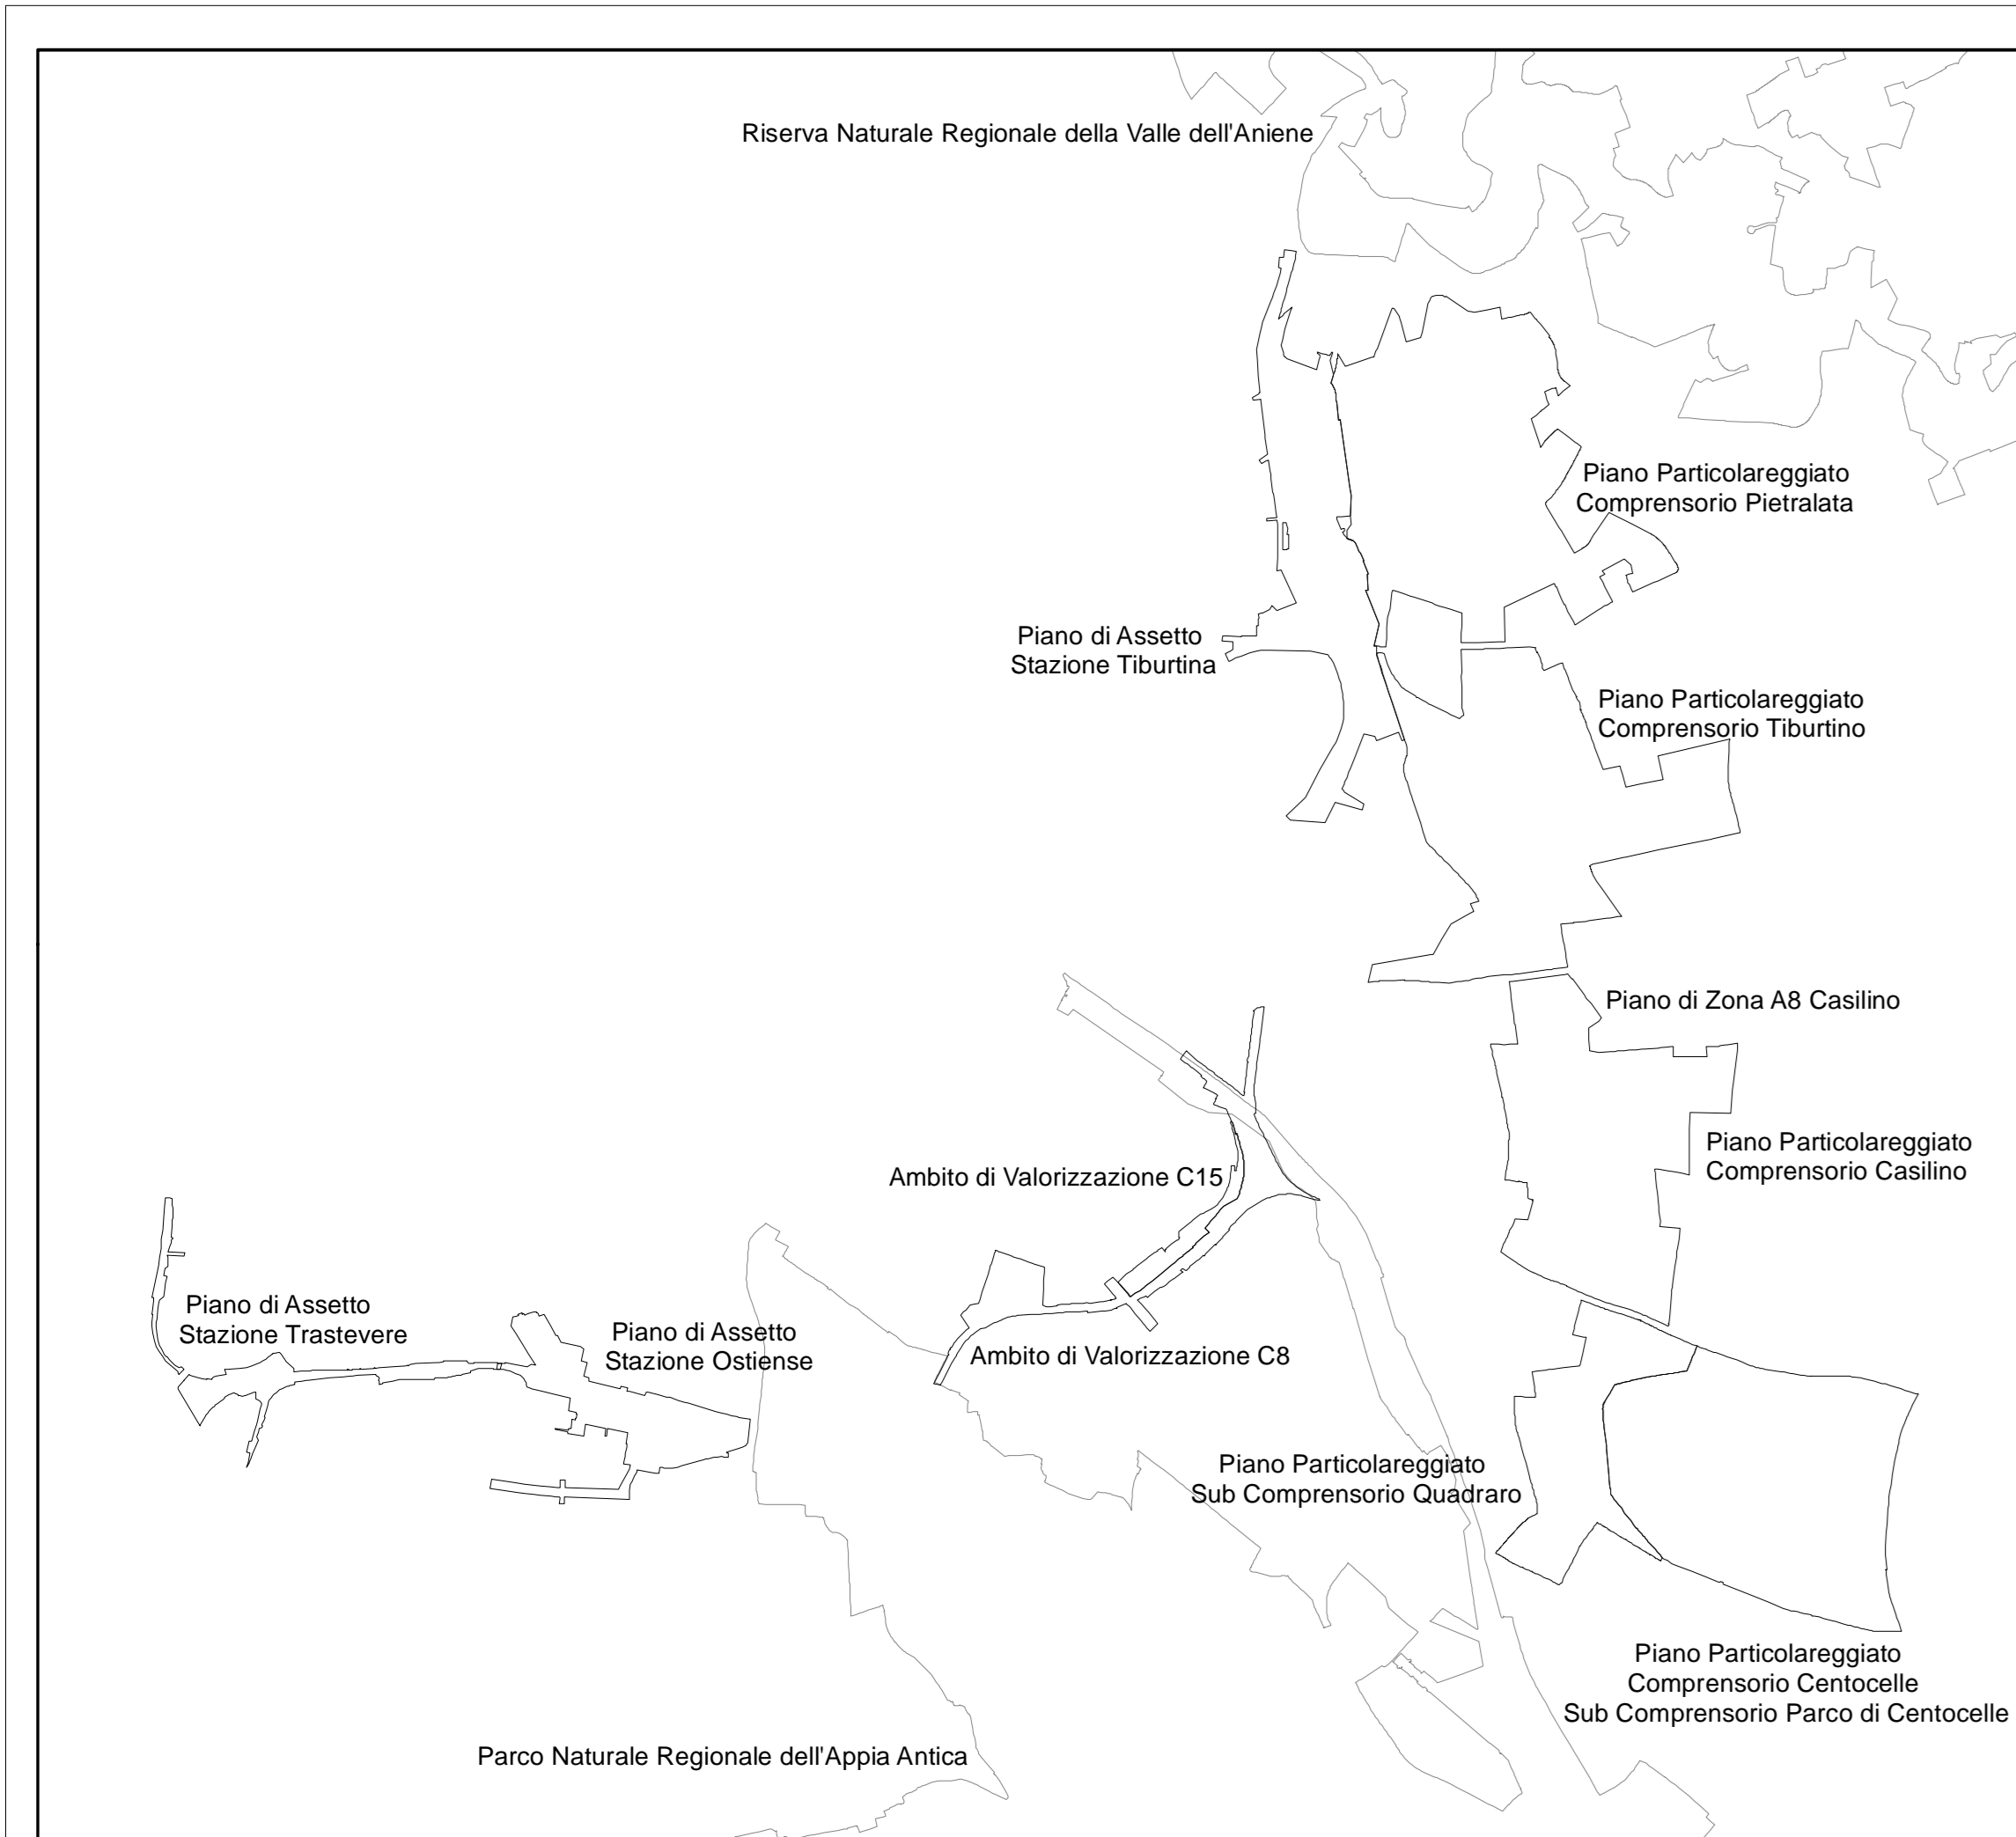 Riserva Naturale Regionale della Valle dell'Aniene
Piano Particolareggiato
Comprensorio Pietralata
Piano di Assetto
Stazione Tiburtina
Piano Particolareggiato
Comprensorio Tiburtino
Piano di Zona A8 Casilino
Piano Particolareggiato
Comprensorio Casilino
Ambito di Valorizzazione C15
Piano di Assetto
Stazione Trastevere
Piano di Assetto
Stazione Ostiense
Ambito di Valorizzazione C8
Piano Particolareggiato
Sub Comprensorio Quadraro
Piano Particolareggiato
Comprensorio Centocelle
Sub Comprensorio Parco di Centocelle
Parco Naturale Regionale dell'Appia Antica